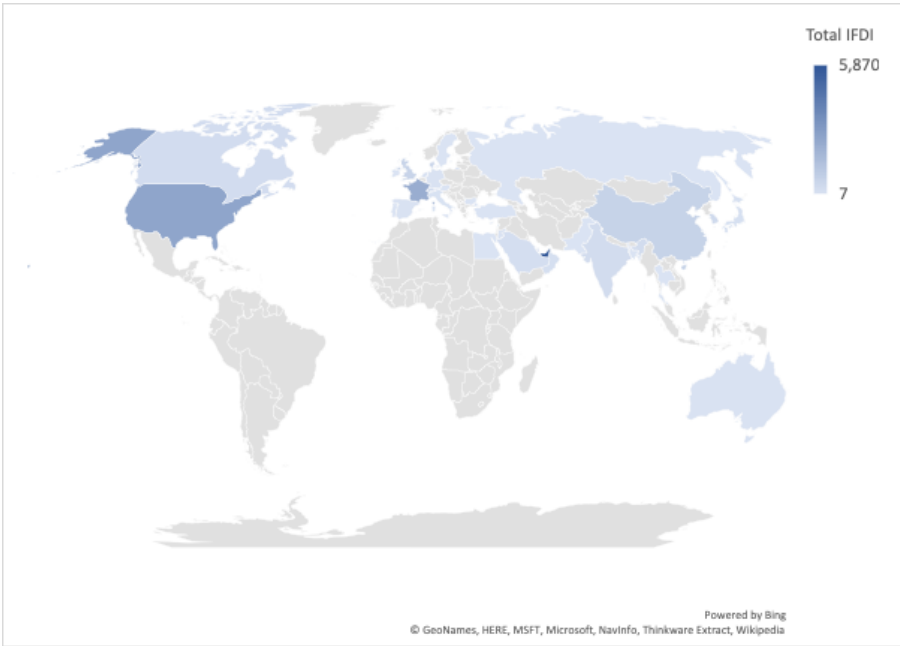 Total IFDI
5,870
7
Powered by Bing
© GeoNames, HERE, MSFT, Microsoft, NavInfo, Thinkware Extract, Wikipedia